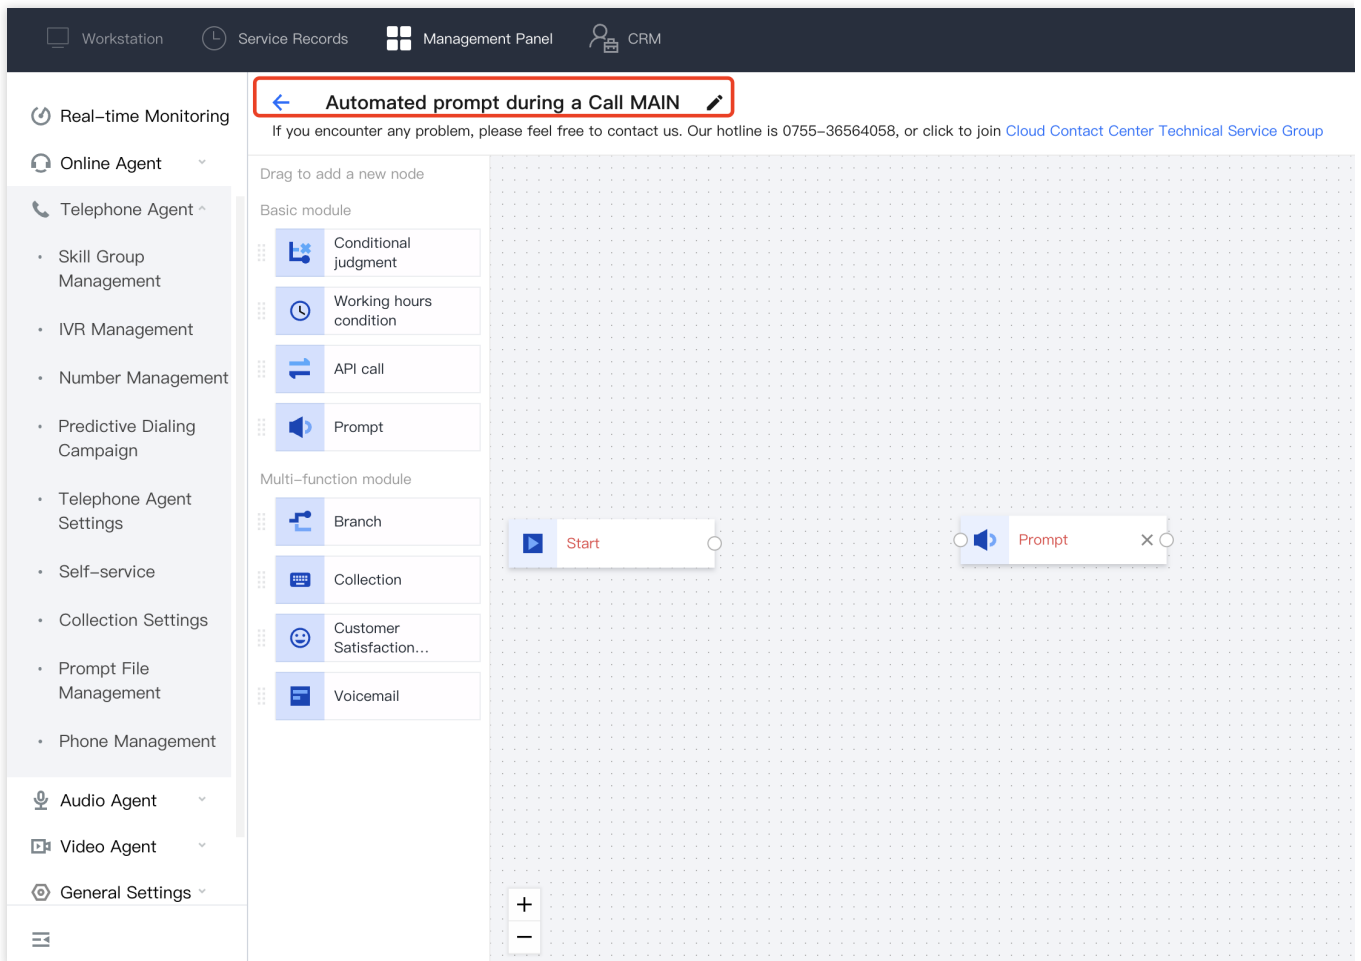 Workstation
Service Records
Management Panel
CRM
Real-time Monitoring
Online Agent
Telephone Agent
Skill Group
Management
IVR Management
Number Management
Predictive Dialing
Campaign
Telephone Agent
Settings
Self-service
Collection Settings
Prompt File
Management
Phone Management
Audio Agent
Video Agent
General Settings
Automated prompt during a Call MAIN
If you encounter any problem, please feel free to contact us. Our hotline is 0755-36564058, or click to join Cloud Contact Center Technical Service Group
Drag to add a new node
Basic module
Conditional
judgment
Working hours
condition
API call
Prompt
Multi-function module
Branch
Collection
Customer
Satisfaction...
Voicemail
Start
Prompt